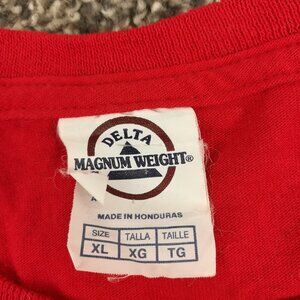 DELTA
MAGNUM WEIGHT®
MADE IN HONDURAS
SIZE TALLA TAILLE
XL XG TG